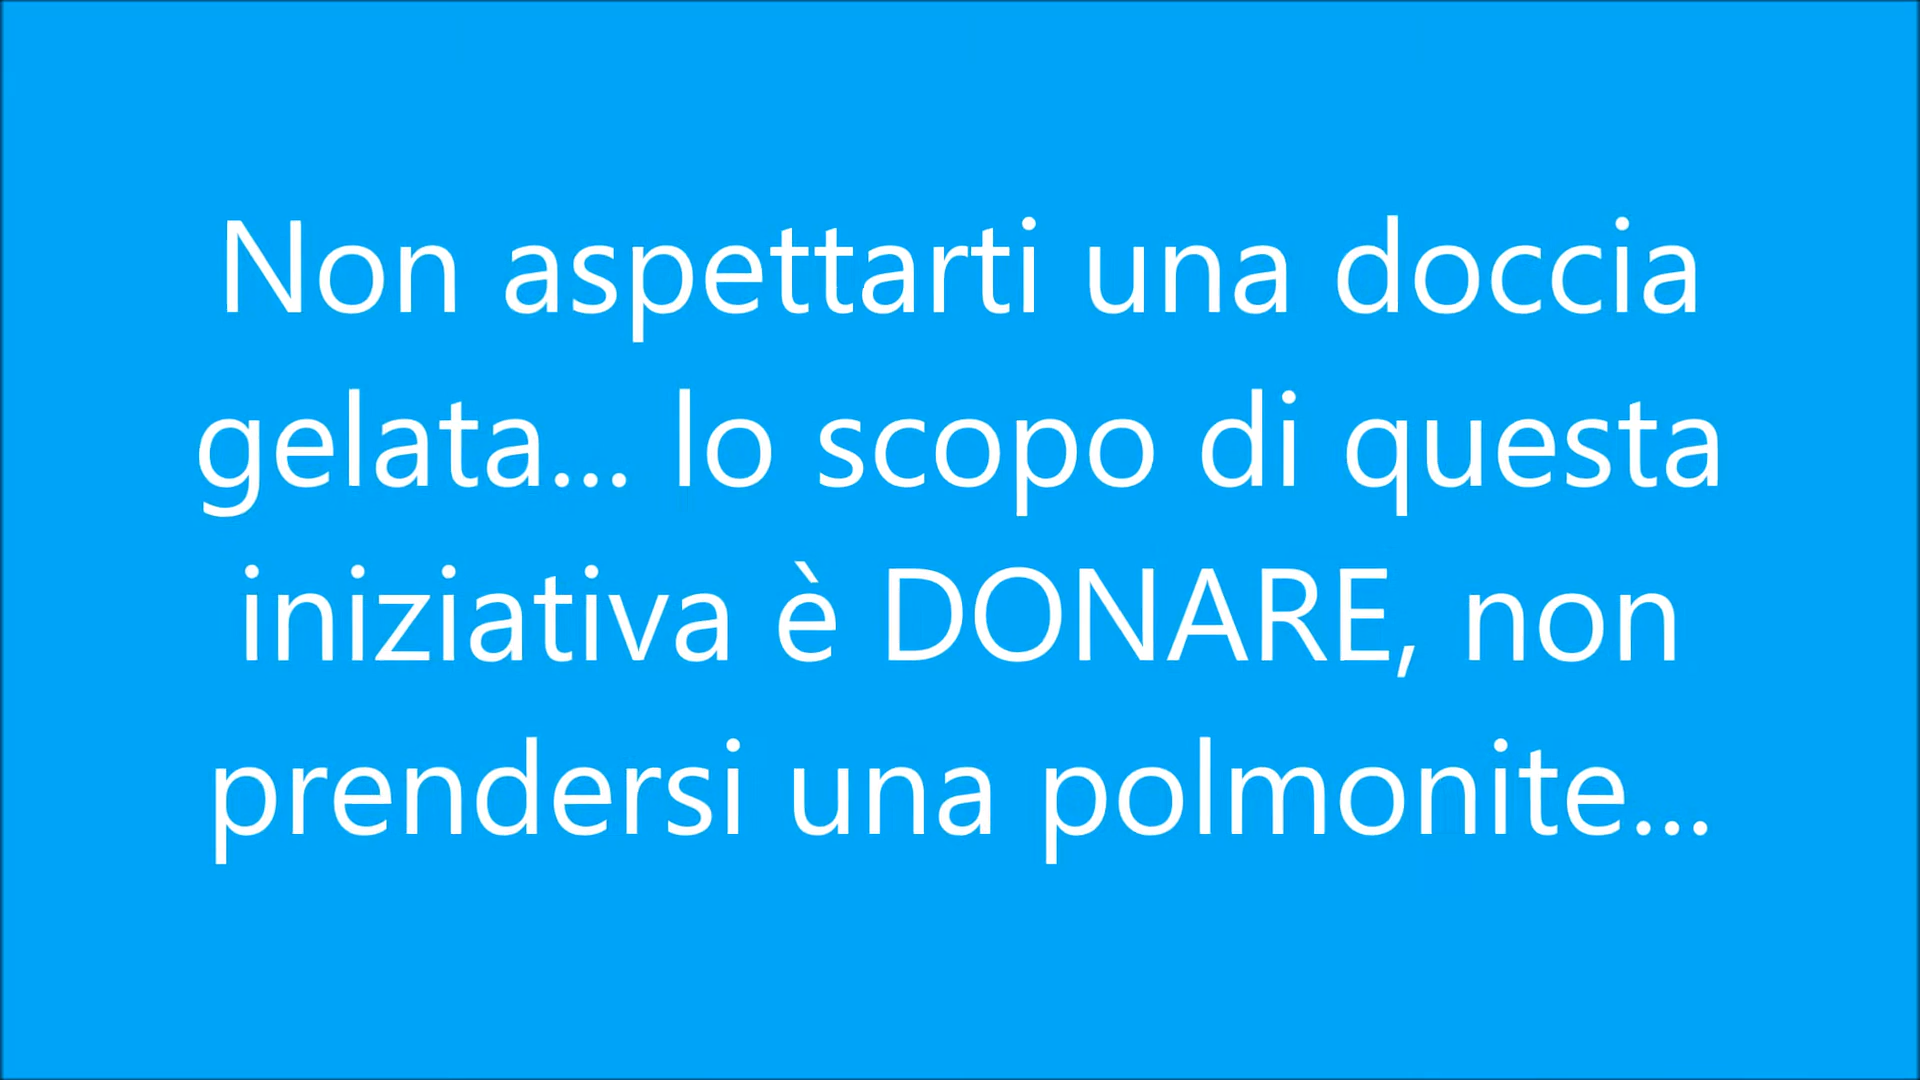 Non aspettarti una doccia
gelata... lo scopo di questa
iniziativa è DONARE, non
prendersi una polmonite...